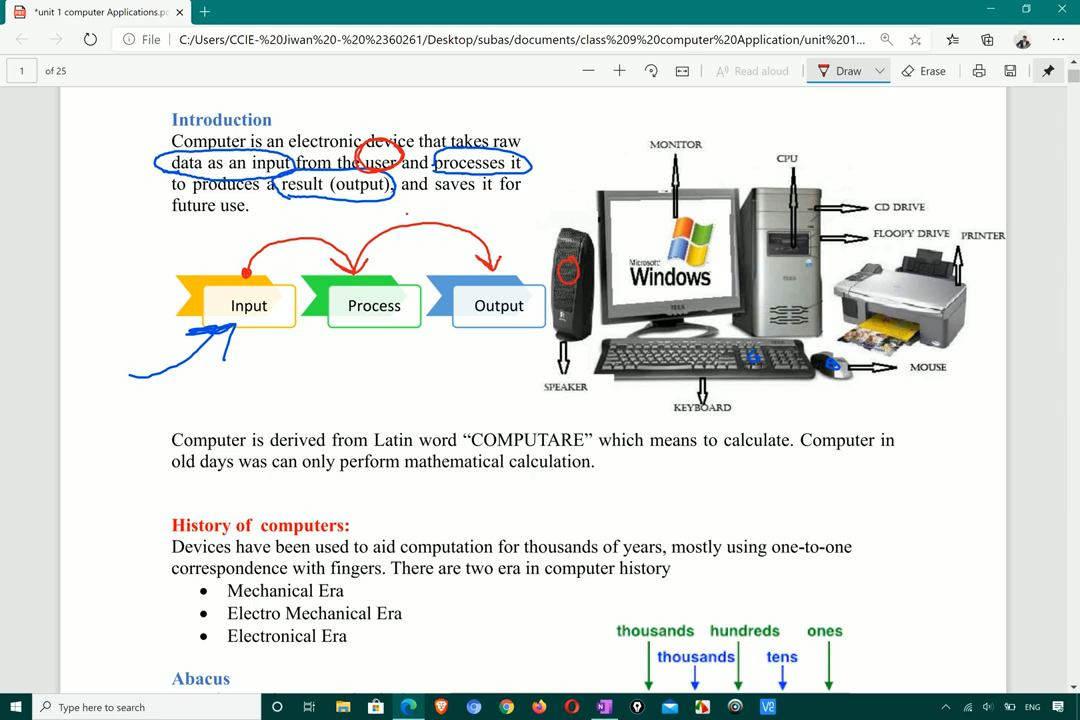 *unit 1 computer Applications.pc
File
C:/Users/CCIE-%20Jiwan%20-%20%2360261/Desktop/subas/documents/class%209%20computer%20Application/unit%201...
1 of 25
Read aloud
Draw
Erase
Introduction
Computer is an electronic device that takes raw
data as an input from the user and processes it
to produces a result (output), and saves it for
future use.
Input
Process
Output
MONITOR
CPU
CD DRIVE
FLOOPY DRIVE
PRINTER
Microsoft
Windows
MOUSE
SPEAKER
KEYBOARD
Computer is derived from Latin word “COMPUTARE” which means to calculate. Computer in
old days was can only perform mathematical calculation.
History of computers:
Devices have been used to aid computation for thousands of years, mostly using one-to-one
correspondence with fingers. There are two era in computer history
• Mechanical Era
• Electro Mechanical Era
• Electronical Era
thousands hundreds ones
thousands tens
Abacus
Type here to search
ENG